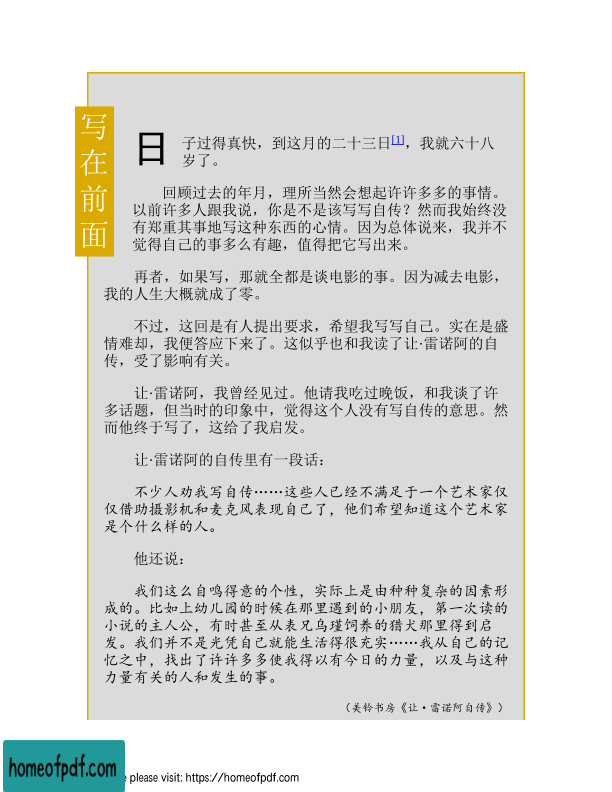 写在前面
日子过得真快，到这月的二十三日[1]，我就六十八
岁了。
回顾过去的年月，理所当然会想起许许多多的事情。
以前许多人跟我说，你是不是该写写自传？然而我始终没
有郑重其事地写这种东西的心情。因为总体说来，我并不
觉得自己的事多么有趣，值得把它写出来。
再者，如果写，那就全都是谈电影的事。因为减去电影，
我的人生大概就成了零。
不过，这回是有人提出要求，希望我写写自己。实在是盛
情难却，我便答应下来了。这似乎也和我读了让·雷诺阿的自
传，受了影响有关。
让·雷诺阿，我曾经见过。他请我吃过晚饭，和我谈了许
多话题，但当时的印象中，觉得这个人没有写自传的意思。然
而他终于写了，这给了我启发。
让·雷诺阿的自传里有一段话：
不少人劝我写自传……这些人已经不满足于一个艺术家仅
仅借助摄影机和麦克风表现自己了，他们希望知道这个艺术家
是个什么样的人。
他还说：
我们这么自鸣得意的个性，实际上是由种种复杂的因素形
成的。比如上幼儿园的时候在那里遇到的小朋友，第一次读的
小说的主人公，有时甚至从表兄乌瑾饲养的猎犬那里得到启
发。我们并不是光凭自己就能生活得很充实……我从自己的记
忆之中，找出了许许多多使我得以有今日的力量，以及与这种
力量有关的人和发生的事。
（美铃书房《让·雷诺阿自传》）
homeofpdf.com
please visit: https://homeofpdf.com